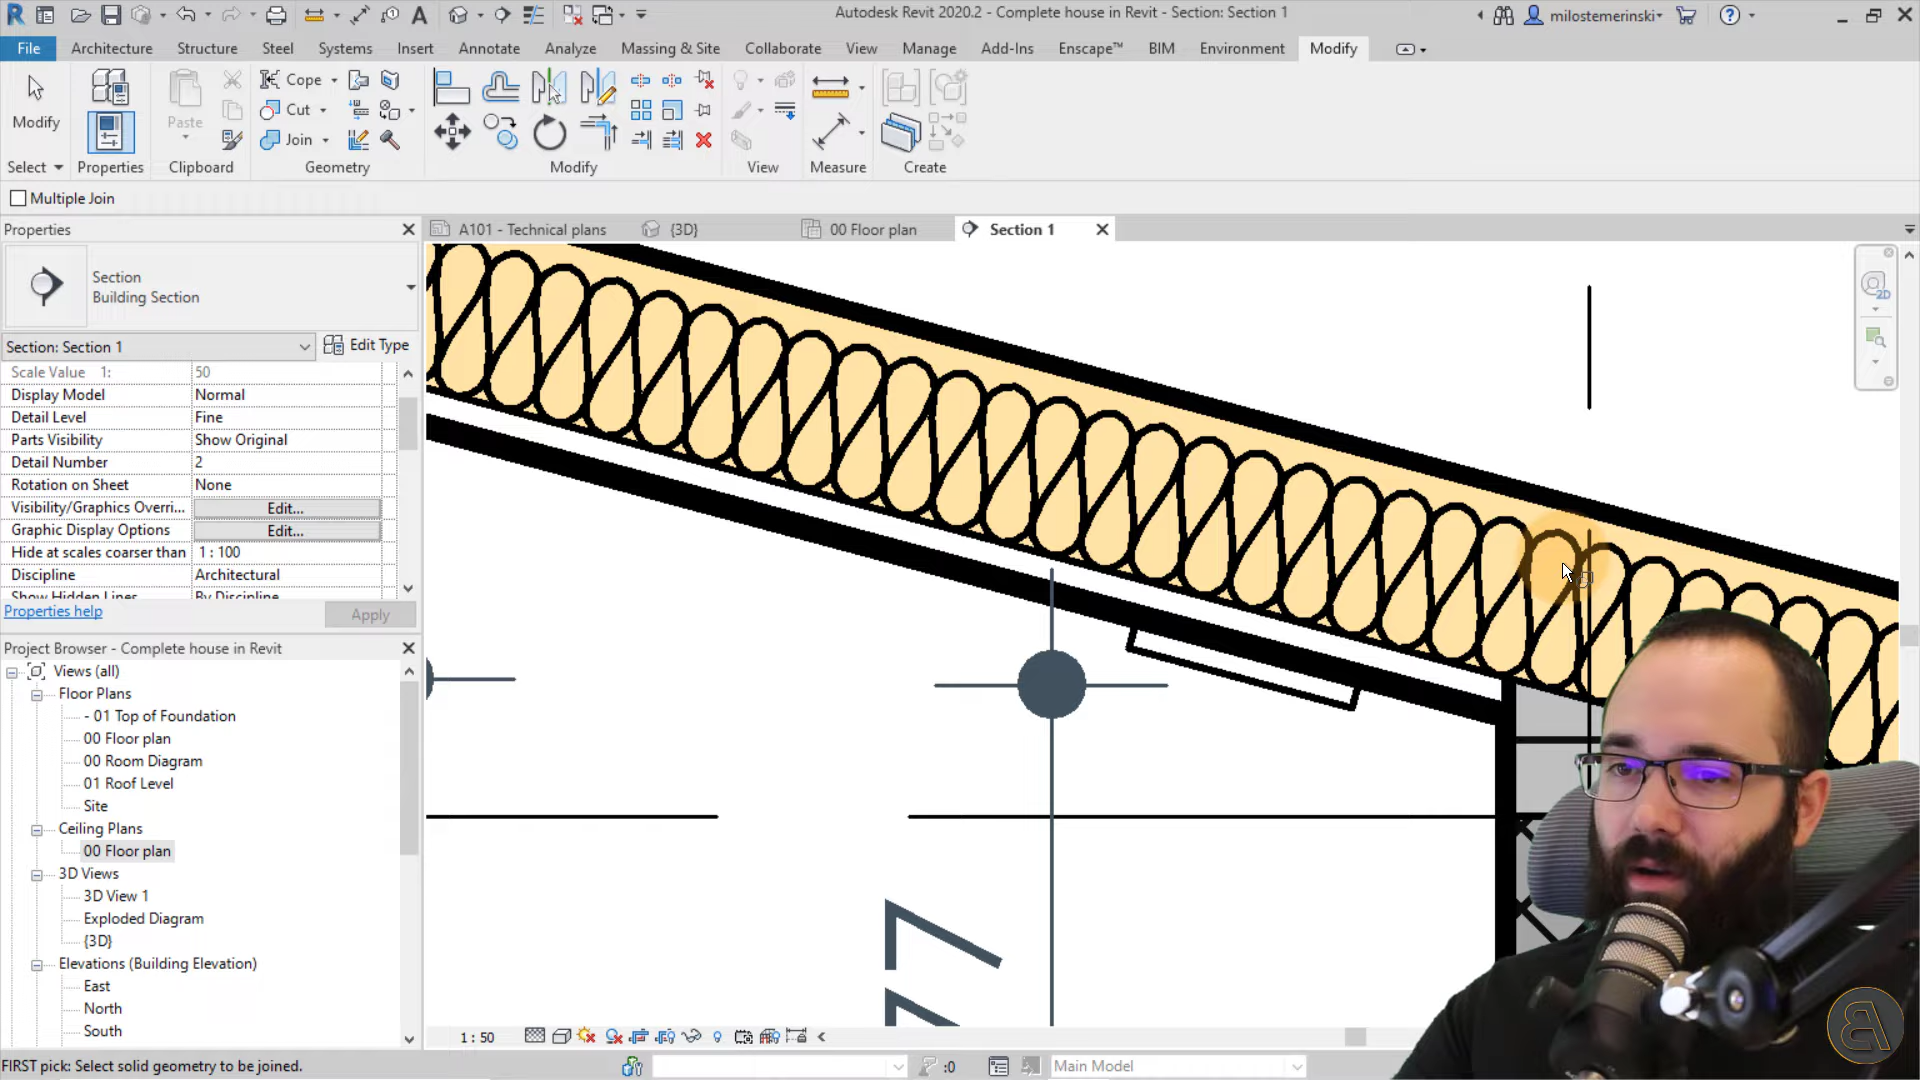 Autodesk Revit 2020.2 - Complete house in Revit - Section: Section 1
milostemerinski
File
Architecture
Structure
Steel
Systems
Insert
Annotate
Analyze
Massing & Site
Collaborate
View
Manage
Add-Ins
Enscape™
BIM
Environment
Modify
Modify
Paste
Cope
Cut
Join
Select
Properties
Clipboard
Geometry
Modify
View
Measure
Create
Multiple Join
Properties
A101 - Technical plans
{3D}
00 Floor plan
Section 1
Section
Building Section
Section: Section 1
Edit Type
Scale Value 1: 50
Display Model Normal
Detail Level Fine
Parts Visibility Show Original
Detail Number 2
Rotation on Sheet None
Visibility/Graphics Overri... Edit...
Graphic Display Options Edit...
Hide at scales coarser than 1 : 100
Discipline Architectural
Show Hidden Lines By Discipline
Properties help
Apply
Project Browser - Complete house in Revit
Views (all)
Floor Plans
- 01 Top of Foundation
00 Floor plan
00 Room Diagram
01 Roof Level
Site
Ceiling Plans
00 Floor plan
3D Views
3D View 1
Exploded Diagram
{3D}
Elevations (Building Elevation)
East
North
South
2D
1 : 50
FIRST pick: Select solid geometry to be joined.
:0
Main Model